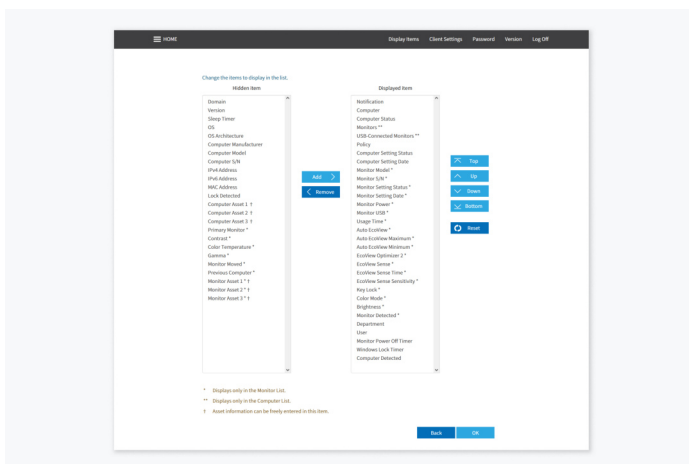 HOME
Display Items Client Settings Password Version Log Off
Change the items to display in the list.
Hidden item
Domain
Version
Sleep Timer
OS
OS Architecture
Computer Manufacturer
Computer Model
Computer S/N
IPv4 Address
IPv6 Address
MAC Address
Lock Detected
Computer Asset 1 †
Computer Asset 2 †
Computer Asset 3 †
Primary Monitor *
Contrast *
Color Temperature *
Gamma *
Monitor Moved *
Previous Computer *
Monitor Asset 1 * †
Monitor Asset 2 * †
Monitor Asset 3 * †
Add
Remove
Displayed item
Notification
Computer
Computer Status
Monitors **
USB-Connected Monitors **
Policy
Computer Setting Status
Computer Setting Date
Monitor Model *
Monitor S/N *
Monitor Setting Status *
Monitor Setting Date *
Monitor Power *
Monitor USB *
Usage Time *
Auto EcoView *
Auto EcoView Maximum *
Auto EcoView Minimum *
EcoView Optimizer 2 *
EcoView Sense *
EcoView Sense Time *
EcoView Sense Sensitivity *
Key Lock *
Color Mode *
Brightness *
Monitor Detected *
Department
User
Monitor Power Off Timer
Windows Lock Timer
Computer Detected
Top
Up
Down
Bottom
Reset
* Displays only in the Monitor List.
** Displays only in the Computer List.
† Asset information can be freely entered in this item.
Back OK